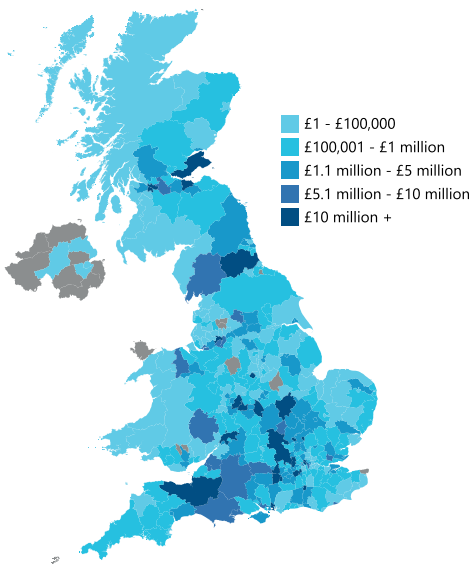 £1 - £100,000
£100,001 - £1 million
£1.1 million - £5 million
£5.1 million - £10 million
£10 million +